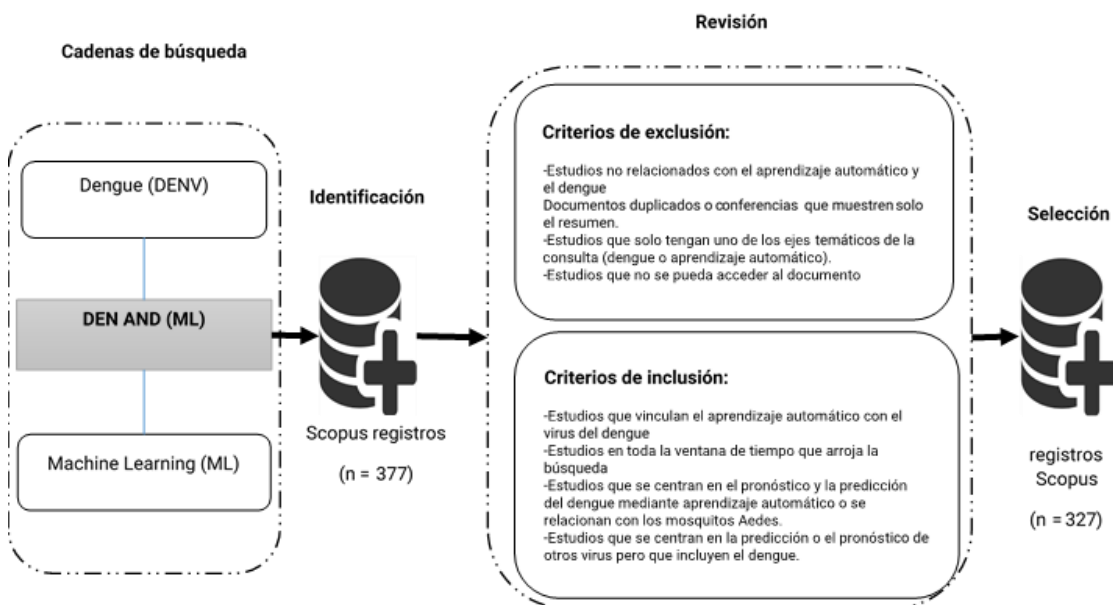 Cadenas de búsqueda
Dengue (DENV)
DEN AND (ML)
Machine Learning (ML)
Identificación
Scopus registros
(n = 377)
Revisión
Criterios de exclusión:
-Estudios no relacionados con el aprendizaje automático y
el dengue
Documentos duplicados o conferencias que muestren solo
el resumen.
-Estudios que solo tengan uno de los ejes temáticos de la
consulta (dengue o aprendizaje automático).
-Estudios que no se pueda acceder al documento
Criterios de inclusión:
-Estudios que vinculan el aprendizaje automático con el
virus del dengue
-Estudios en toda la ventana de tiempo que arroja la
búsqueda
-Estudios que se centran en el pronóstico y la predicción
del dengue mediante aprendizaje automático o se
relacionan con los mosquitos Aedes.
-Estudios que se centran en la predicción o el pronóstico de
otros virus pero que incluyen el dengue.
Selección
registros
Scopus
(n = 327)